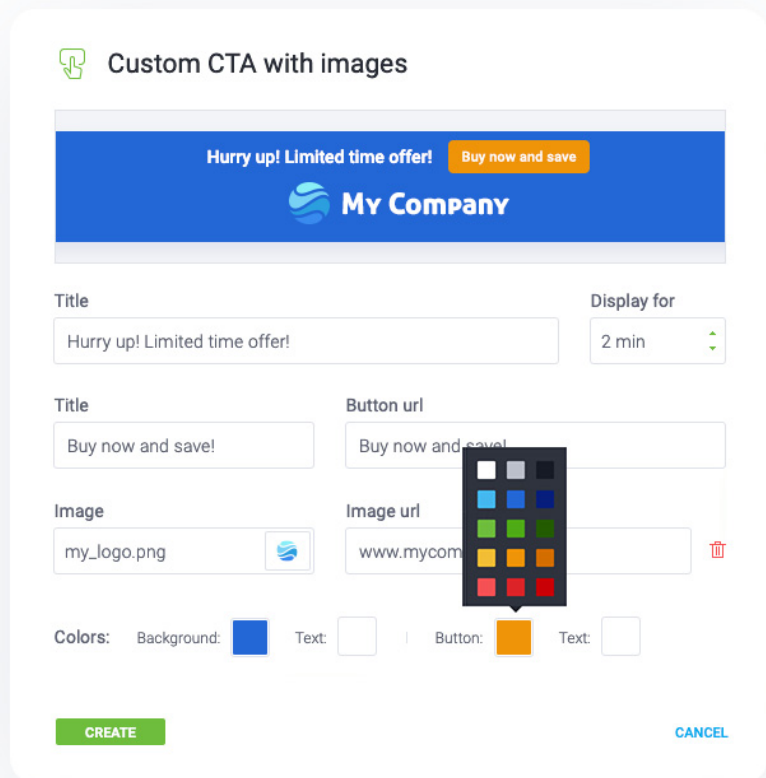 Custom CTA with images
Hurry up! Limited time offer! Buy now and save
My Company
Title Display for
Hurry up! Limited time offer! 2 min
Title Button url
Buy now and save! Buy now and save!
Image Image url
my_logo.png www.mycom
Colors: Background: Text: Button: Text:
CREATE CANCEL